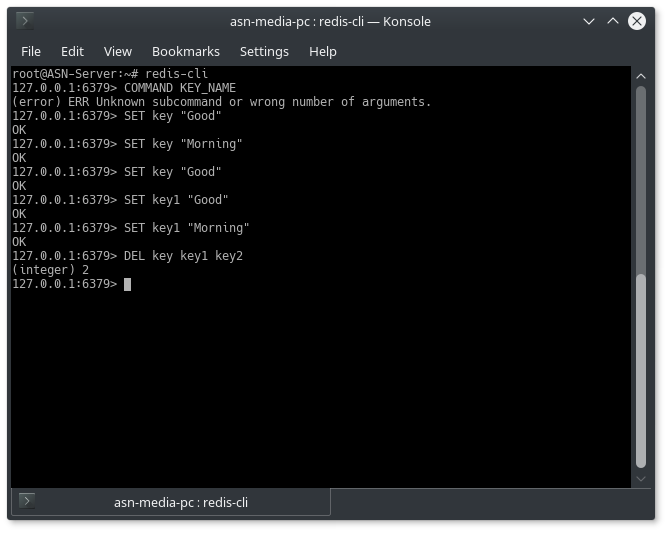 asn-media-pc : redis-cli — Konsole
File Edit View Bookmarks Settings Help
root@ASN-Server:~# redis-cli
127.0.0.1:6379> COMMAND KEY_NAME
(error) ERR Unknown subcommand or wrong number of arguments.
127.0.0.1:6379> SET key "Good"
OK
127.0.0.1:6379> SET key "Morning"
OK
127.0.0.1:6379> SET key "Good"
OK
127.0.0.1:6379> SET key1 "Good"
OK
127.0.0.1:6379> SET key1 "Morning"
OK
127.0.0.1:6379> DEL key key1 key2
(integer) 2
127.0.0.1:6379>
asn-media-pc : redis-cli